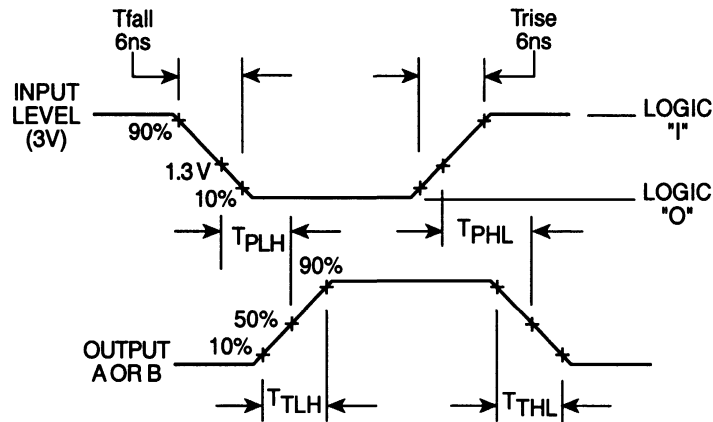 Tfall
6ns
Trise
6ns
INPUT
LEVEL
(3V)
90%
1.3 V
10%
LOGIC
"I"
LOGIC
"O"
TPLH
TPHL
90%
50%
10%
OUTPUT
A OR B
TTLH
TTHL